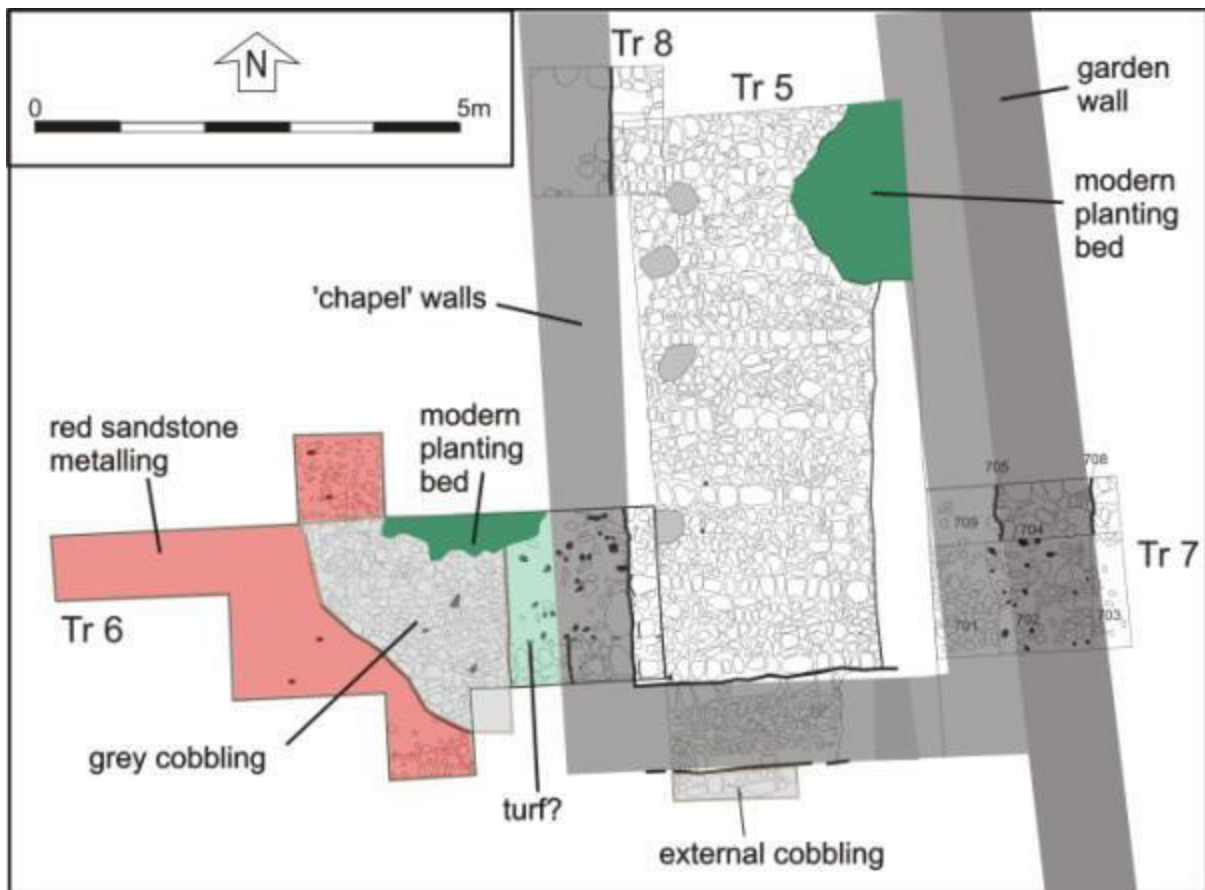 N
0
5m
Tr 8
Tr 5
garden
wall
modern
planting
bed
'chapel' walls
red sandstone
metalling
modern
planting
bed
705
708
709
704
Tr 7
701
702
703
Tr 6
grey cobbling
turf?
external cobbling